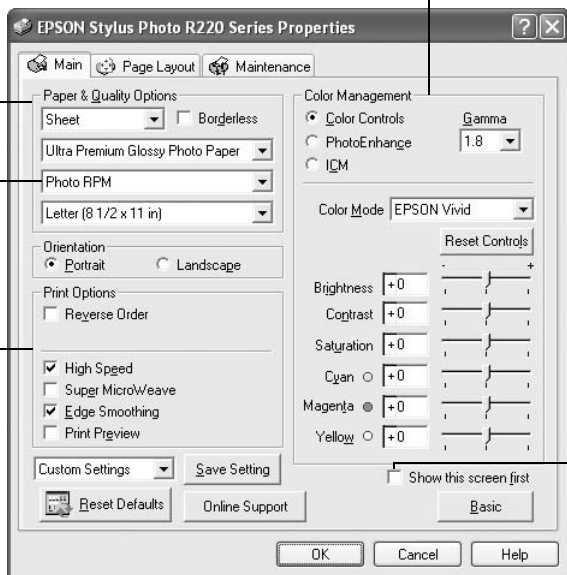 EPSON Stylus Photo R220 Series Properties
Main
Page Layout
Maintenance
Paper & Quality Options
Sheet
Borderless
Ultra Premium Glossy Photo Paper
Photo RPM
Letter (8 1/2 x 11 in)
Orientation
Portrait
Landscape
Print Options
Reverse Order
High Speed
Super MicroWeave
Edge Smoothing
Print Preview
Custom Settings
Save Setting
Reset Defaults
Online Support
Color Management
Color Controls
PhotoEnhance
ICM
Gamma
1.8
Color Mode EPSON Vivid
Reset Controls
- +
Brightness +0
Contrast +0
Saturation +0
Cyan +0
Magenta +0
Yellow +0
Show this screen first
Basic
OK
Cancel
Help